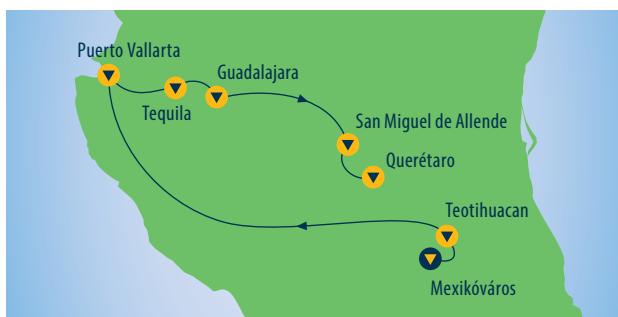 Puerto Vallarta
Guadalajara
Tequila
San Miguel de Allende
Querétaro
Teotihuacan
Mexikóváros